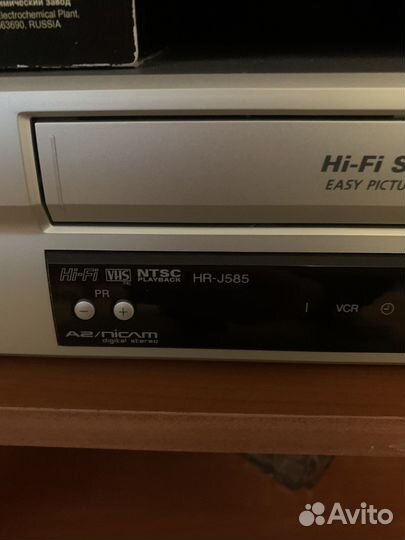 Electrochemical Plant,
663690, RUSSIA
Hi-Fi S
EASY PICTU
Hi-Fi VHS NTSC PLAYBACK HR-J585
PR
- +
I VCR
A2/NICAM
digital stereo
Avito